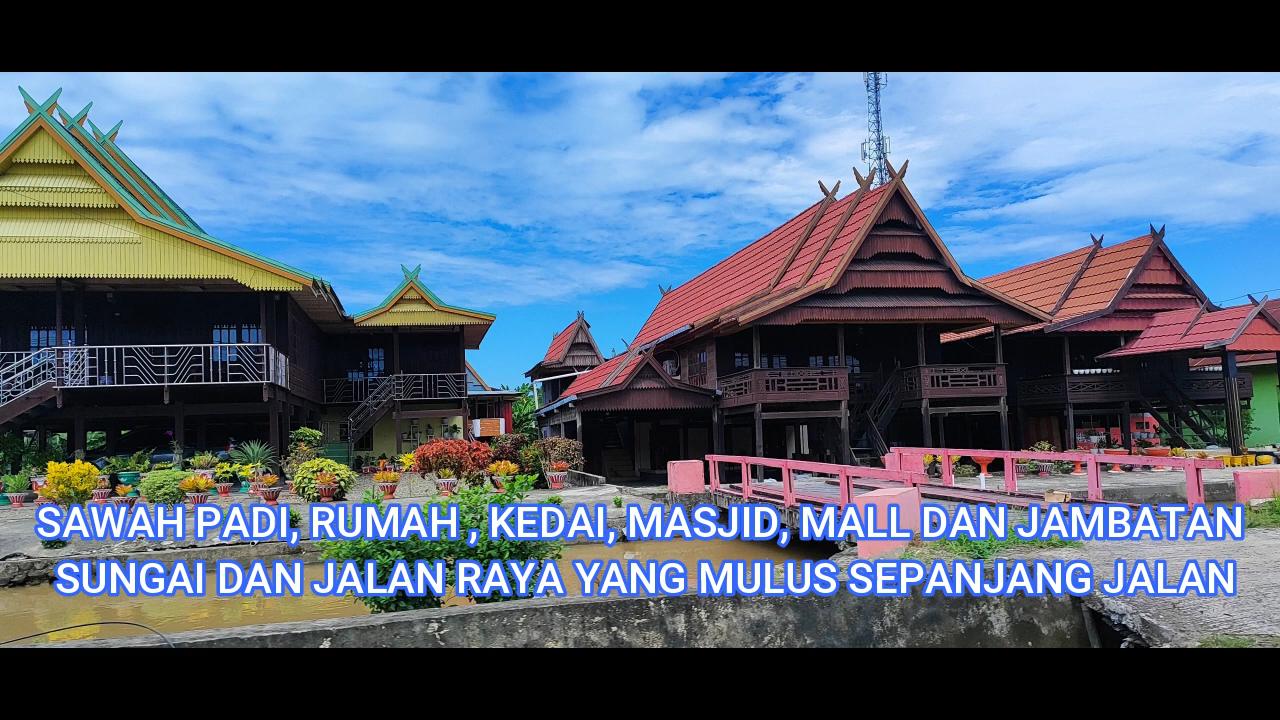 SAWAH PADI, RUMAH , KEDAI, MASJID, MALL DAN JAMBATAN
SUNGAI DAN JALAN RAYA YANG MULUS SEPANJANG JALAN